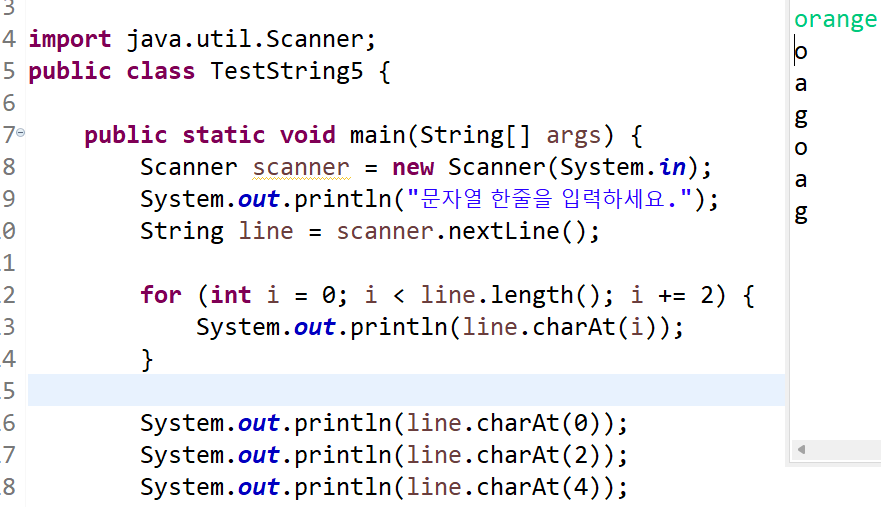 3
4 import java.util.Scanner;
5 public class TestString5 {
6
7 public static void main(String[] args) {
8 Scanner scanner = new Scanner(System.in);
9 System.out.println("문자열 한줄을 입력하세요.");
0 String line = scanner.nextLine();
1
2 for (int i = 0; i < line.length(); i += 2) {
3 System.out.println(line.charAt(i));
4 }
5
6 System.out.println(line.charAt(0));
7 System.out.println(line.charAt(2));
8 System.out.println(line.charAt(4));
orange
o
a
g
o
a
g